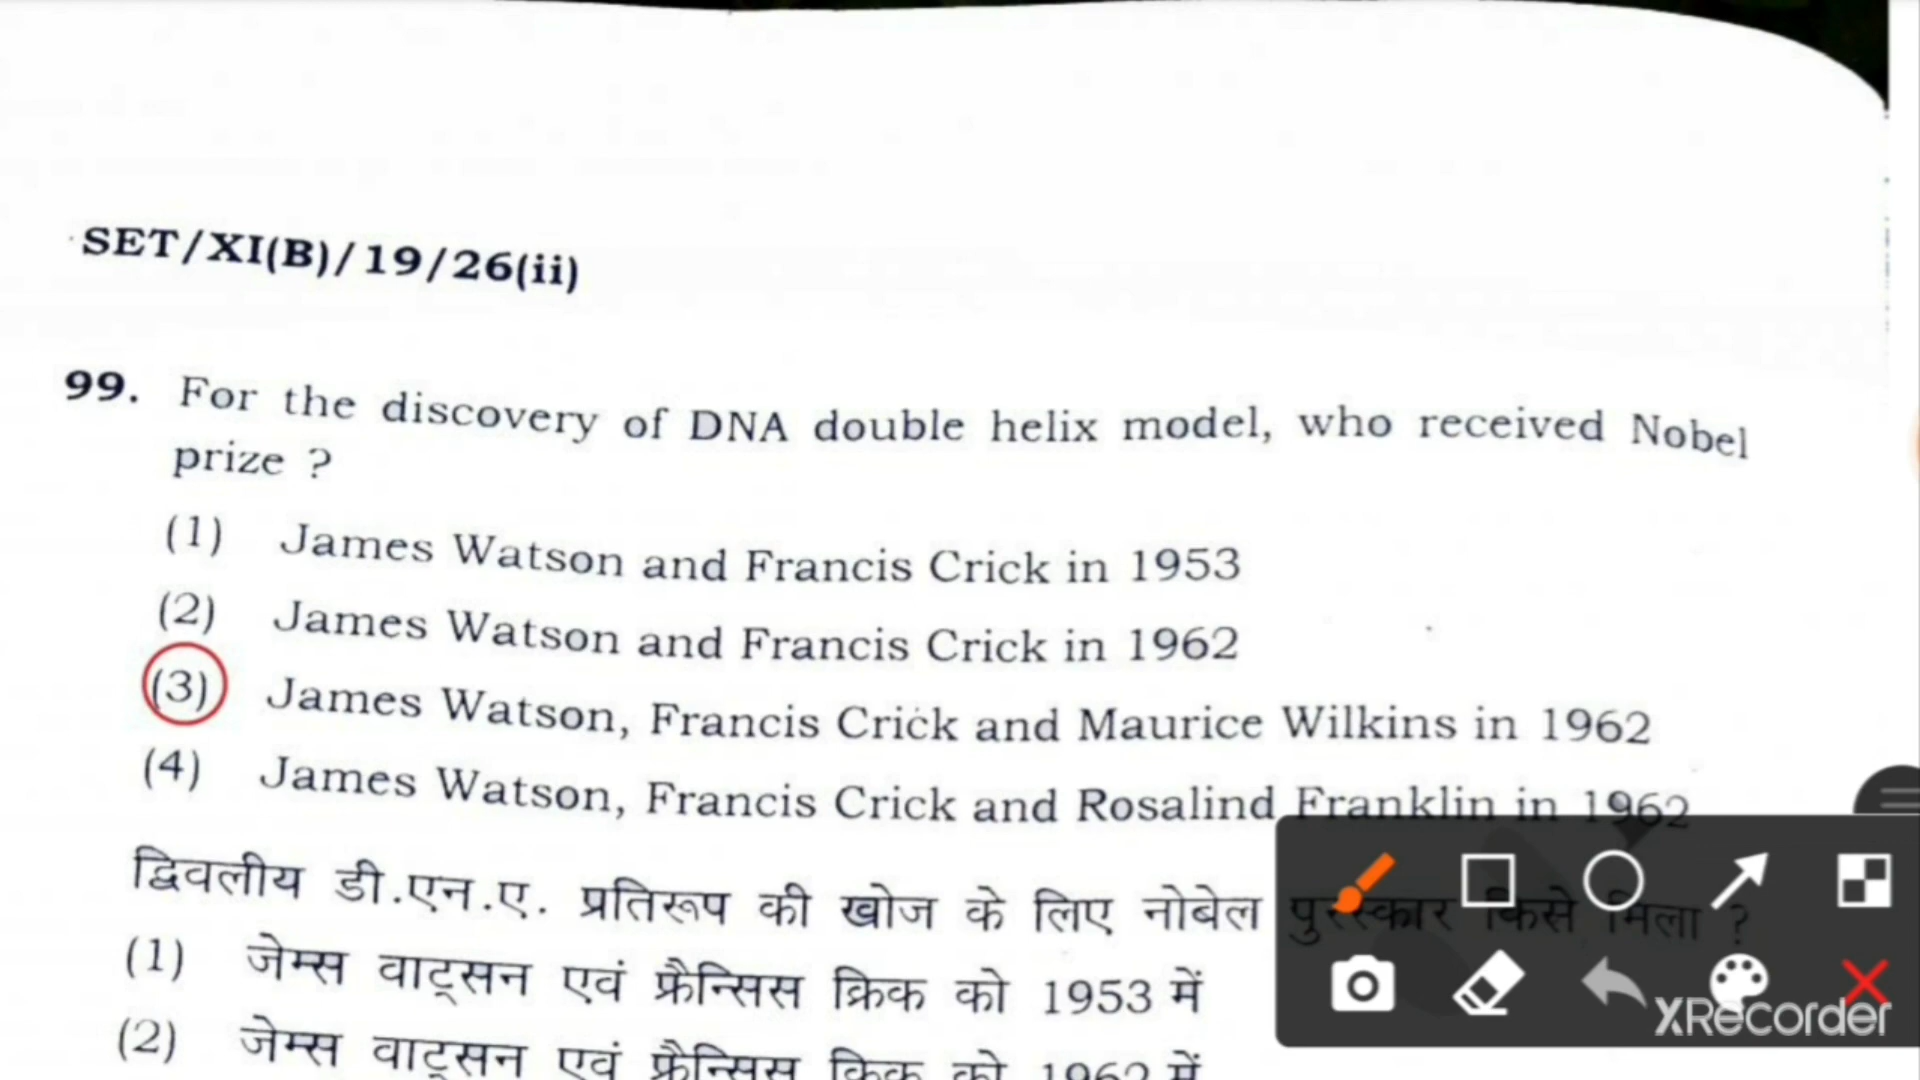 SET/XI(B)/19/26(ii)
99. For the discovery of DNA double helix model, who received Nobel
prize ?
(1) James Watson and Francis Crick in 1953
(2) James Watson and Francis Crick in 1962
(3) James Watson, Francis Crick and Maurice Wilkins in 1962
(4) James Watson, Francis Crick and Rosalind Franklin in 1962
द्विवलीय डी.एन.ए. प्रतिरूप की खोज के लिए नोबेल पुरस्कार किसे मिला ?
(1) जेम्स वाट्सन एवं फ्रैन्सिस क्रिक को 1953 में
(2) जेम्स वाट्सन एवं फ्रैन्सिस क्रिक को 1962 में
XRecorder